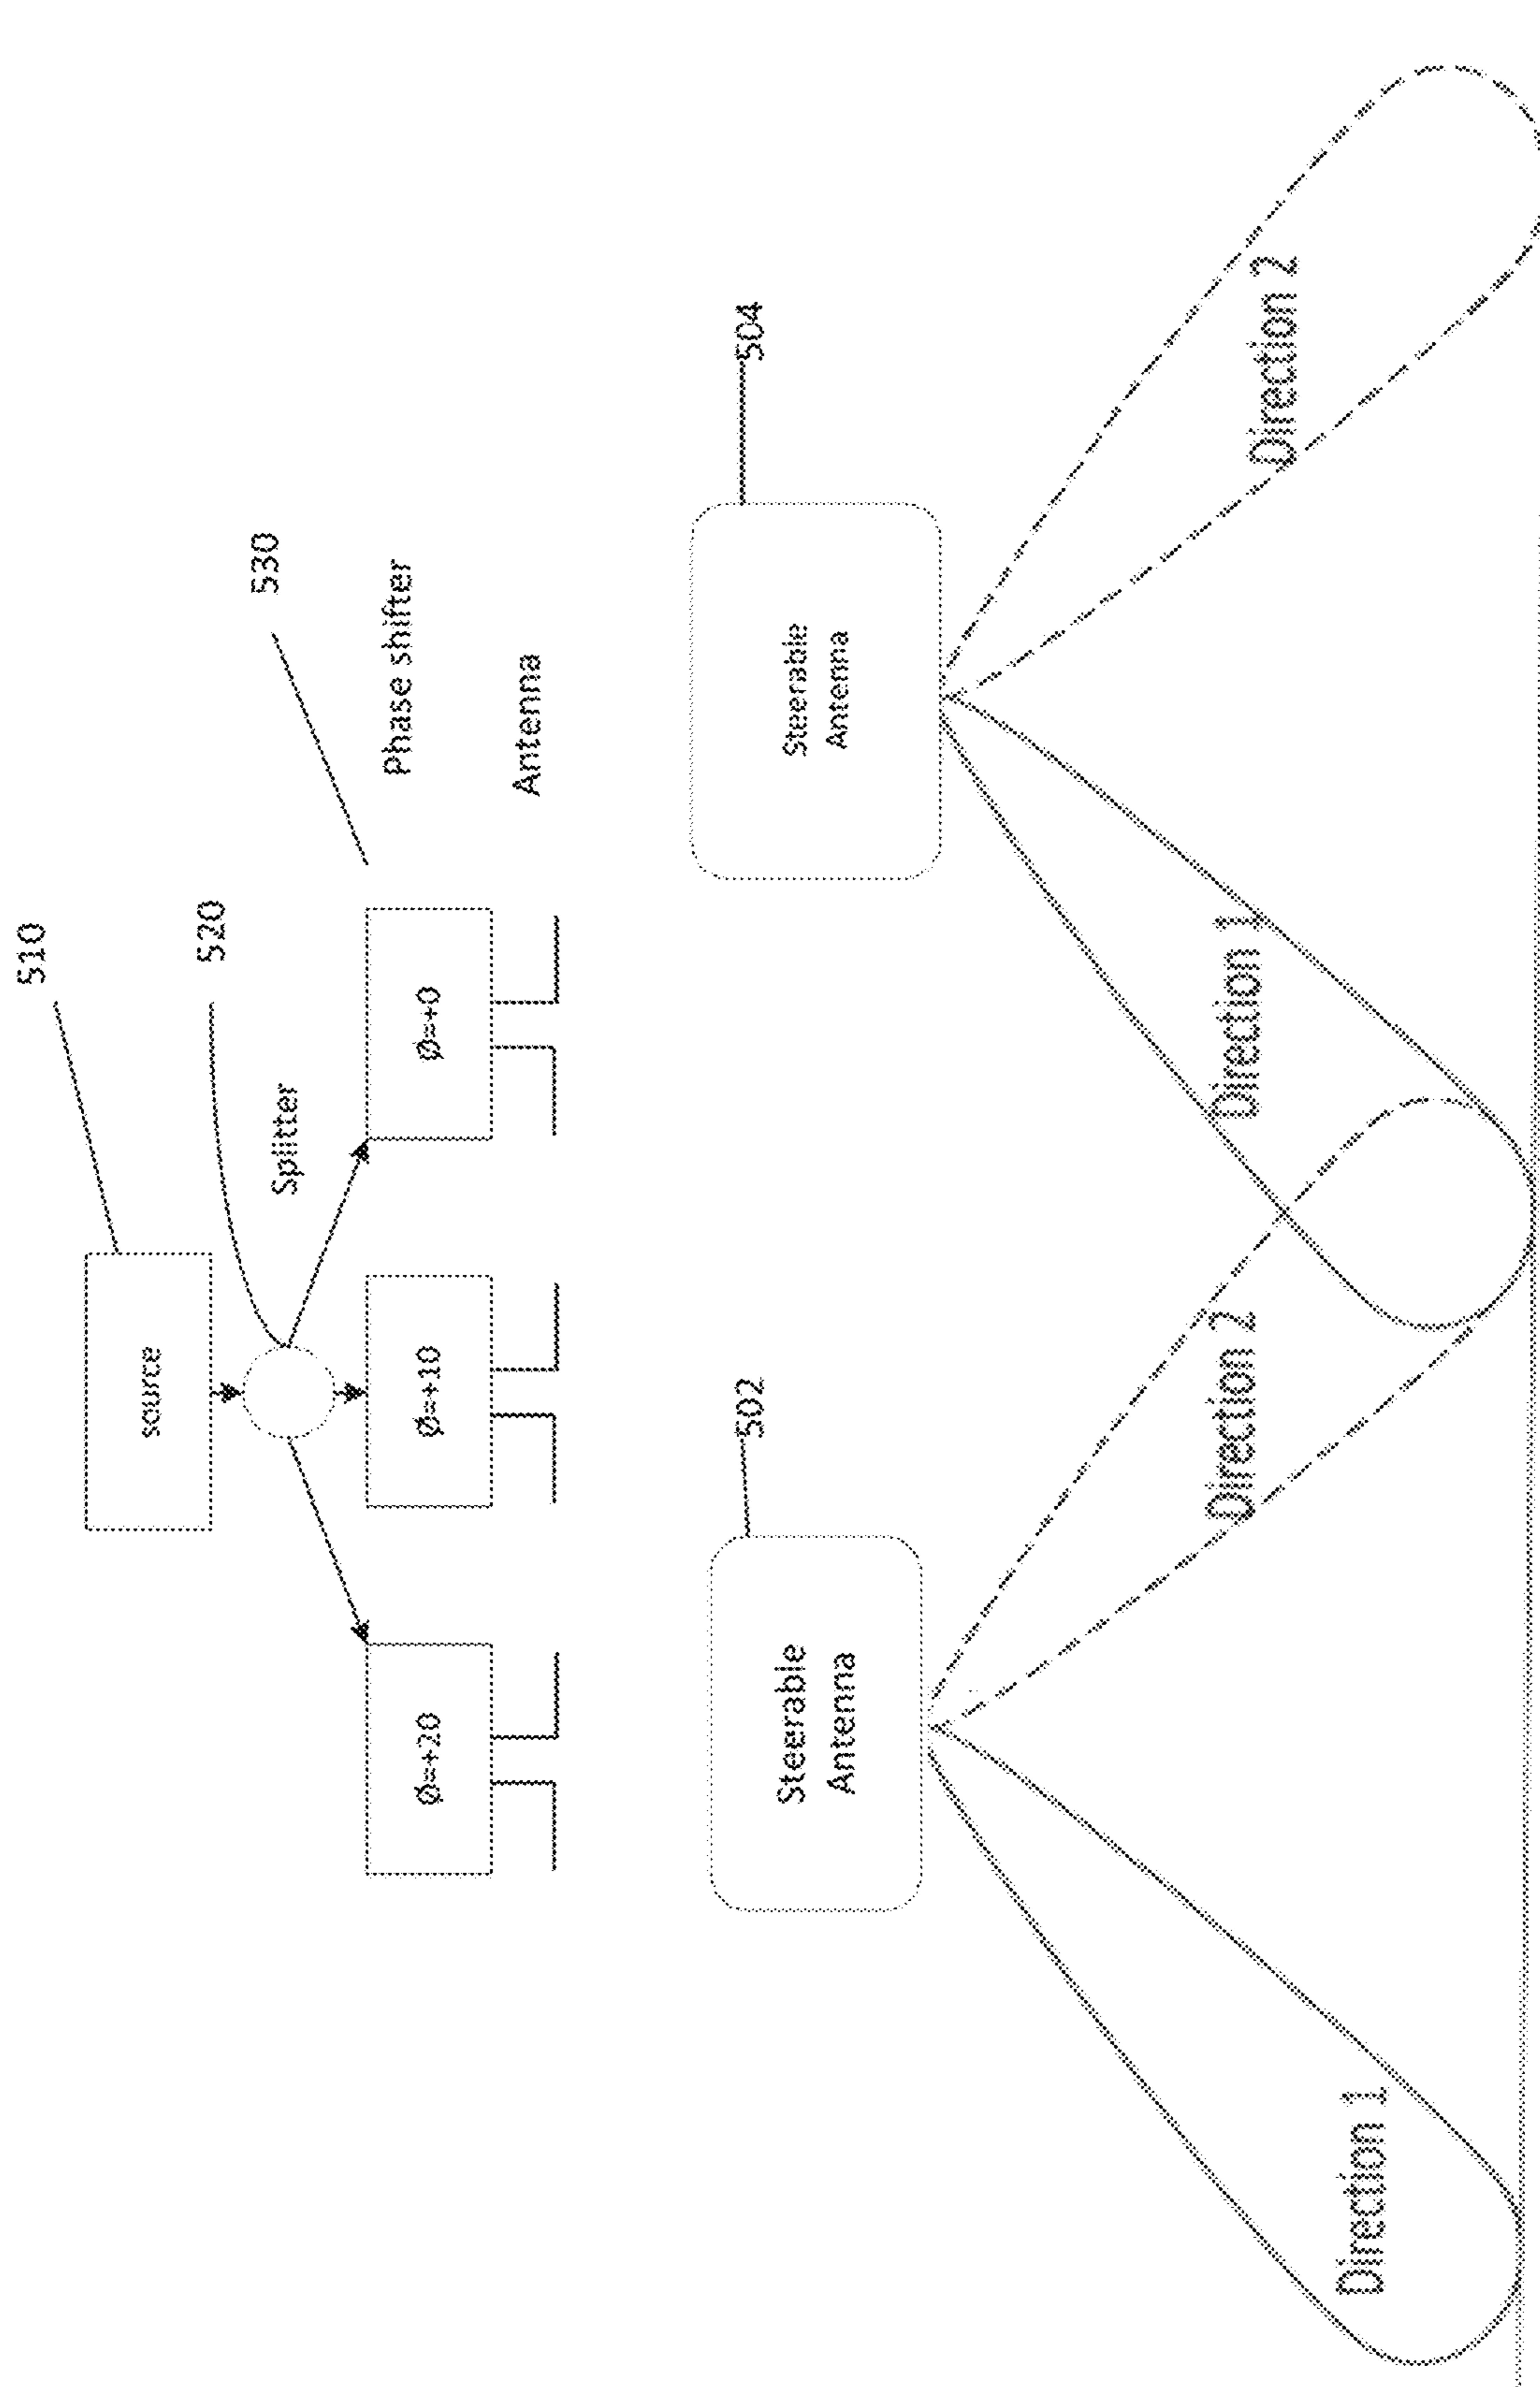 510
source
520
Splitter
530
Ø=+20
Ø=+10
Ø=+0
Phase shifter
Antenna
502
504
Steerable
Antenna
Steerable
Antenna
Direction 1
Direction 2
Direction 1
Direction 2